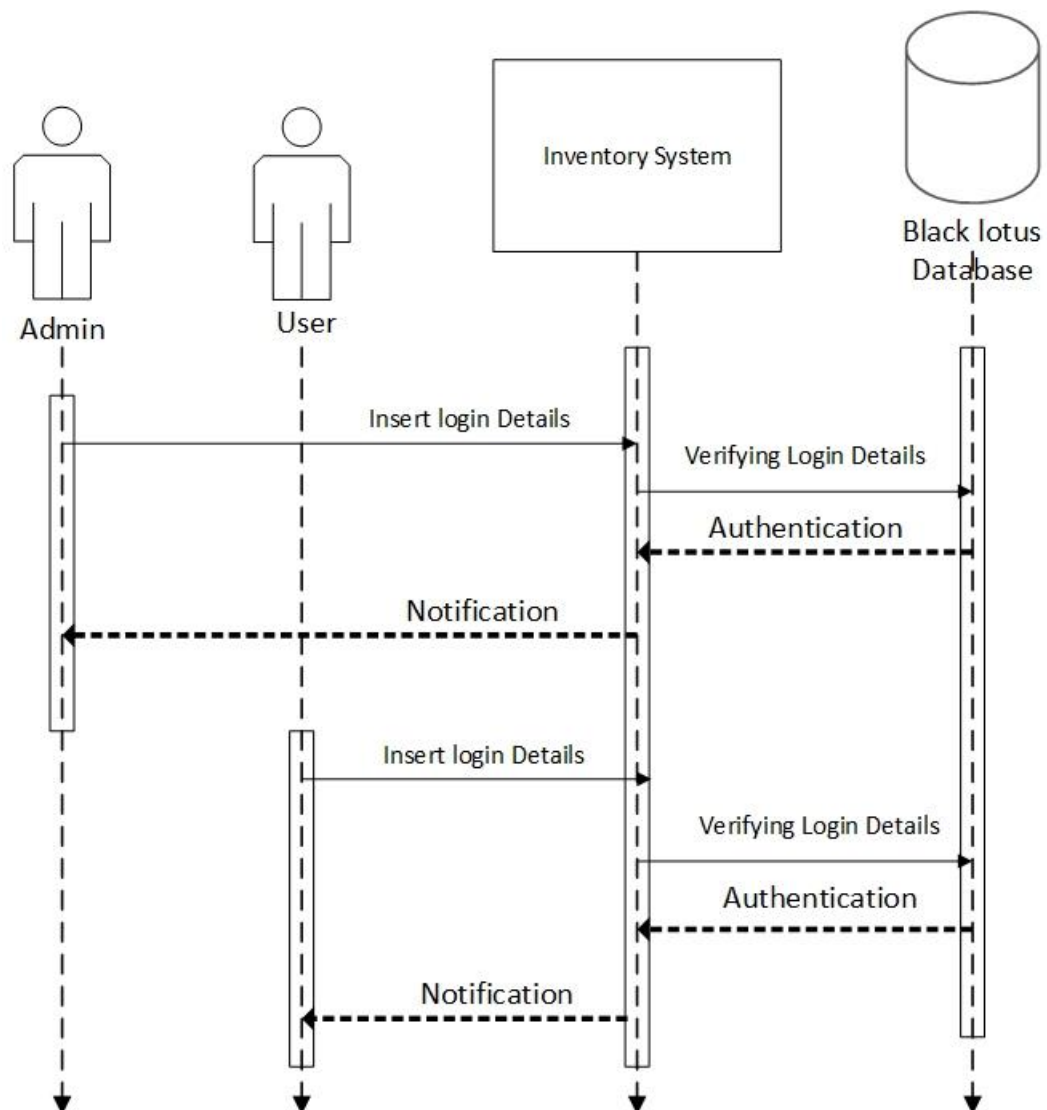 Inventory System
Black lotus
Database
Admin
User
Insert login Details
Verifying Login Details
Authentication
Notification
Insert login Details
Verifying Login Details
Authentication
Notification